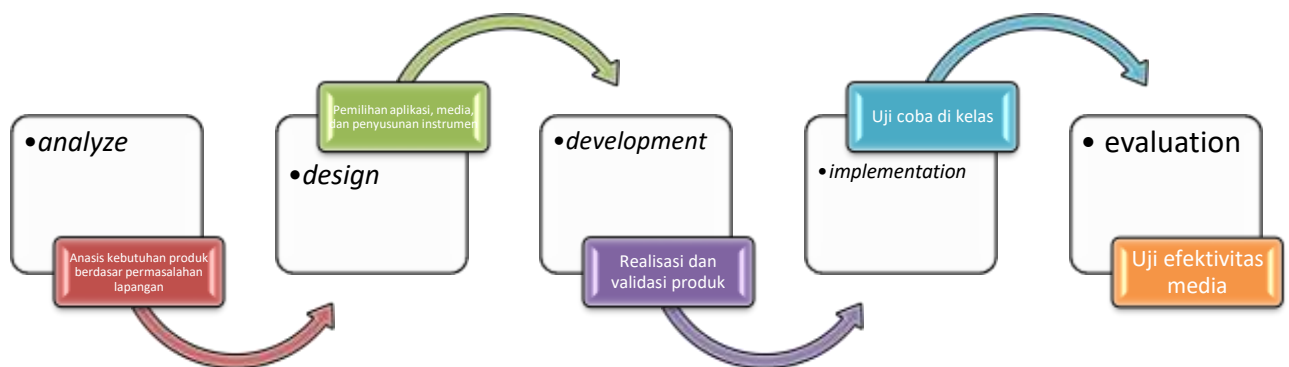 •analyze
Anasis kebutuhan produk
berdasar permasalahan
lapangan
Pemilihan aplikasi, media,
dan penyusunan instrumen
•design
•development
Realisasi dan
validasi produk
Uji coba di kelas
•implementation
• evaluation
Uji efektivitas
media